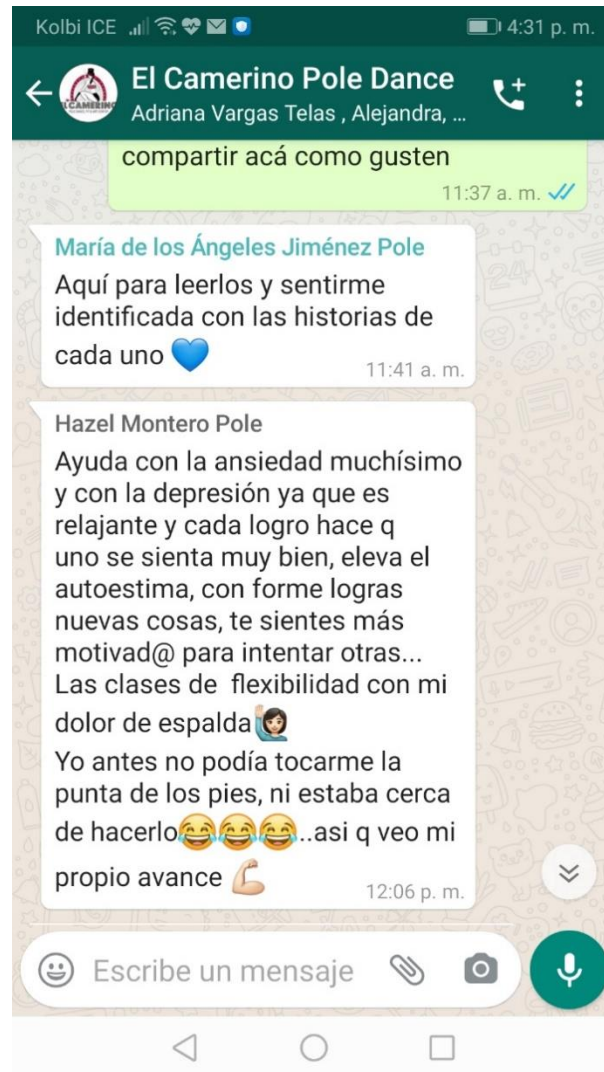 Kolbi ICE 4:31 p. m.
El Camerino Pole Dance
Adriana Vargas Telas , Alejandra, ...
compartir acá como gusten
11:37 a. m.
María de los Ángeles Jiménez Pole
Aquí para leerlos y sentirme
identificada con las historias de
cada uno 💙
11:41 a. m.
Hazel Montero Pole
Ayuda con la ansiedad muchísimo
y con la depresión ya que es
relajante y cada logro hace q
uno se sienta muy bien, eleva el
autoestima, con forme logras
nuevas cosas, te sientes más
motivad@ para intentar otras...
Las clases de flexibilidad con mi
dolor de espalda🙋🏻‍♀️
Yo antes no podía tocarme la
punta de los pies, ni estaba cerca
de hacerlo😂😂😂..asi q veo mi
propio avance 💪🏻
12:06 p. m.
Escribe un mensaje